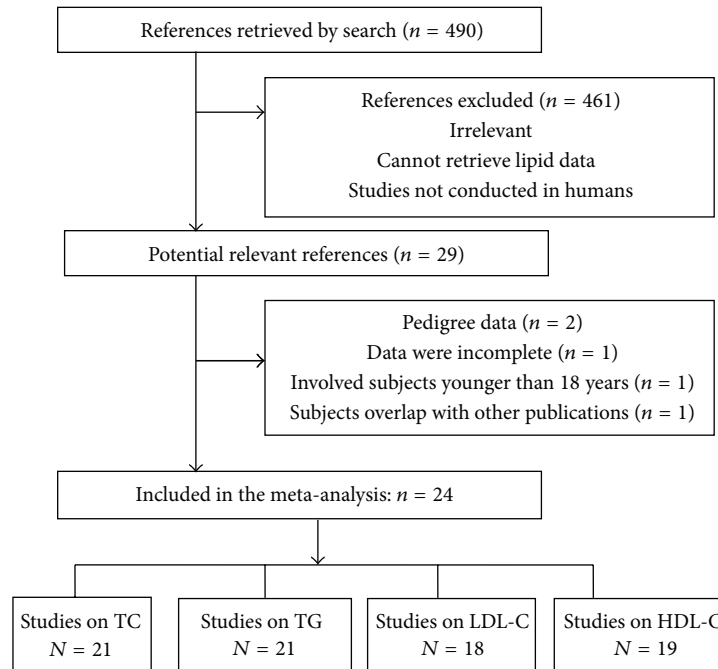 References retrieved by search (n = 490)
References excluded (n = 461)
Irrelevant
Cannot retrieve lipid data
Studies not conducted in humans
Potential relevant references (n = 29)
Pedigree data (n = 2)
Data were incomplete (n = 1)
Involved subjects younger than 18 years (n = 1)
Subjects overlap with other publications (n = 1)
Included in the meta-analysis: n = 24
Studies on TC
N = 21
Studies on TG
N = 21
Studies on LDL-C
N = 18
Studies on HDL-C
N = 19